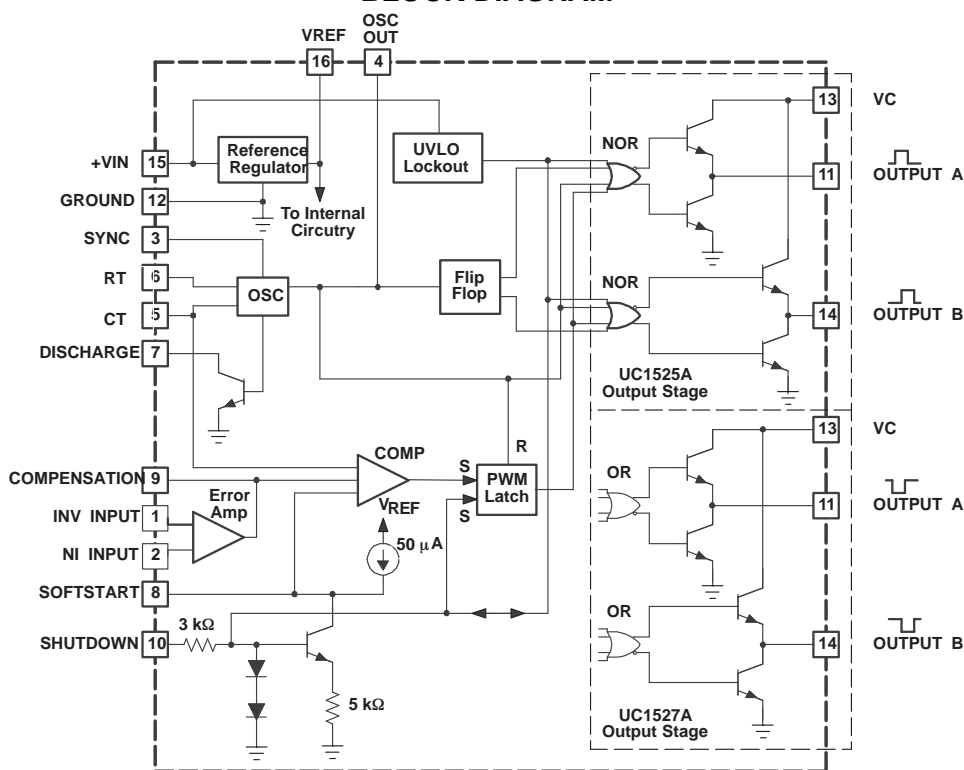 VREF
OSC
OUT
16
4
13
VC
+VIN
15
Reference
Regulator
UVLO
Lockout
NOR
11
OUTPUT A
GROUND
12
To Internal
Circutry
SYNC
3
RT
6
OSC
Flip
Flop
NOR
CT
5
14
OUTPUT B
DISCHARGE
7
UC1525A
Output Stage
13
VC
COMP
R
COMPENSATION
9
S
PWM
Latch
S
OR
Error
Amp
VREF
11
OUTPUT A
INV INPUT
1
50 μA
NI INPUT
2
SOFTSTART
8
OR
3 kΩ
SHUTDOWN
10
14
OUTPUT B
5 kΩ
UC1527A
Output Stage